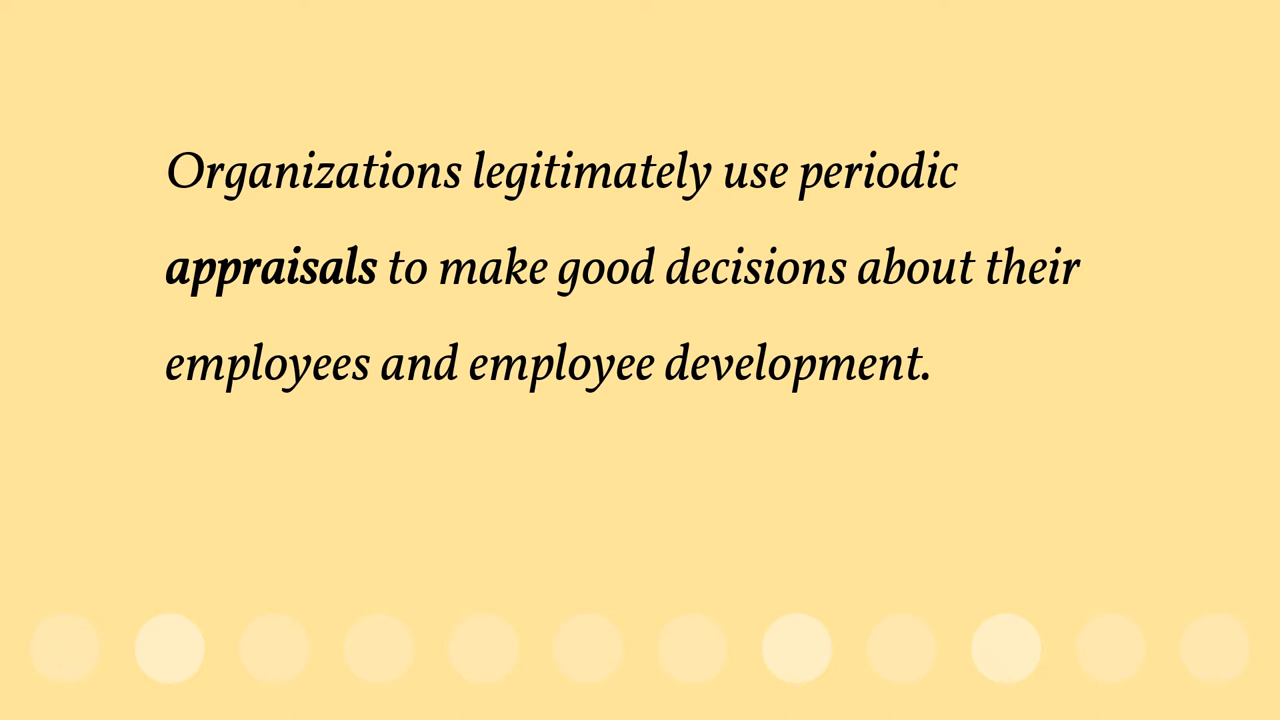 Organizations legitimately use periodic
appraisals to make good decisions about their
employees and employee development.